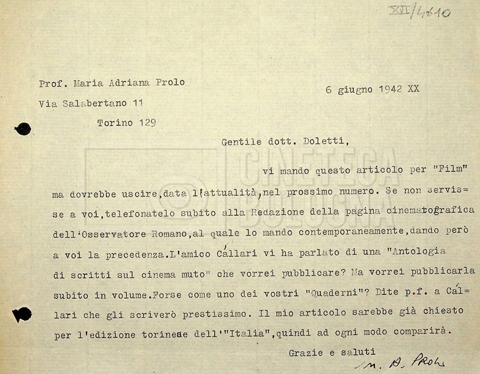 XII/4810
Prof. Maria Adriana Prolo
6 giugno 1942 XX
Via Salabertano 11
Torino 129
Gentile dott. Doletti,
vi mando questo articolo per "Film"
ma dovrebbe uscire,data l'attualità,nel prossimo numero. Se non servis=
se a voi,telefonatelo subito alla Redazione della pagina cinematografica
dell'Osservatore Romano,al quale lo mando contemporaneamente,dando però
a voi la precedenza.L'amico Càllari vi ha parlato di una "Antologia
di scritti sul cinema muto" che vorrei pubblicare? Ma vorrei pubblicarla
subito in volume.Forse come uno dei vostri "Quaderni"? Dite p.f. a Càl=
lari che gli scriverò prestissimo. Il mio articolo sarebbe già chiesto
per l'edizione torinese dell'"Italia",quindi ad ogni modo comparirà.
Grazie e saluti
M. A. Prolo
CINETECA
BOLOGNA